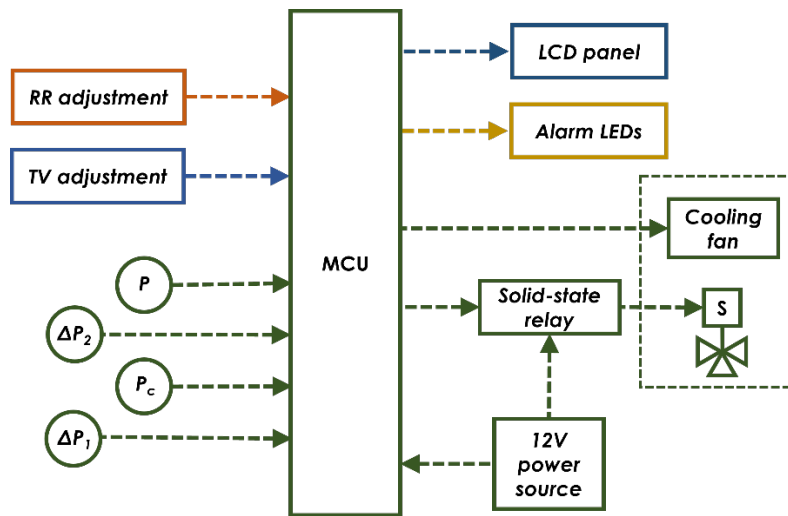 RR adjustment
TV adjustment
P
ΔP₂
P꜀
ΔP₁
MCU
LCD panel
Alarm LEDs
Cooling
fan
Solid-state
relay
S
12V
power
source